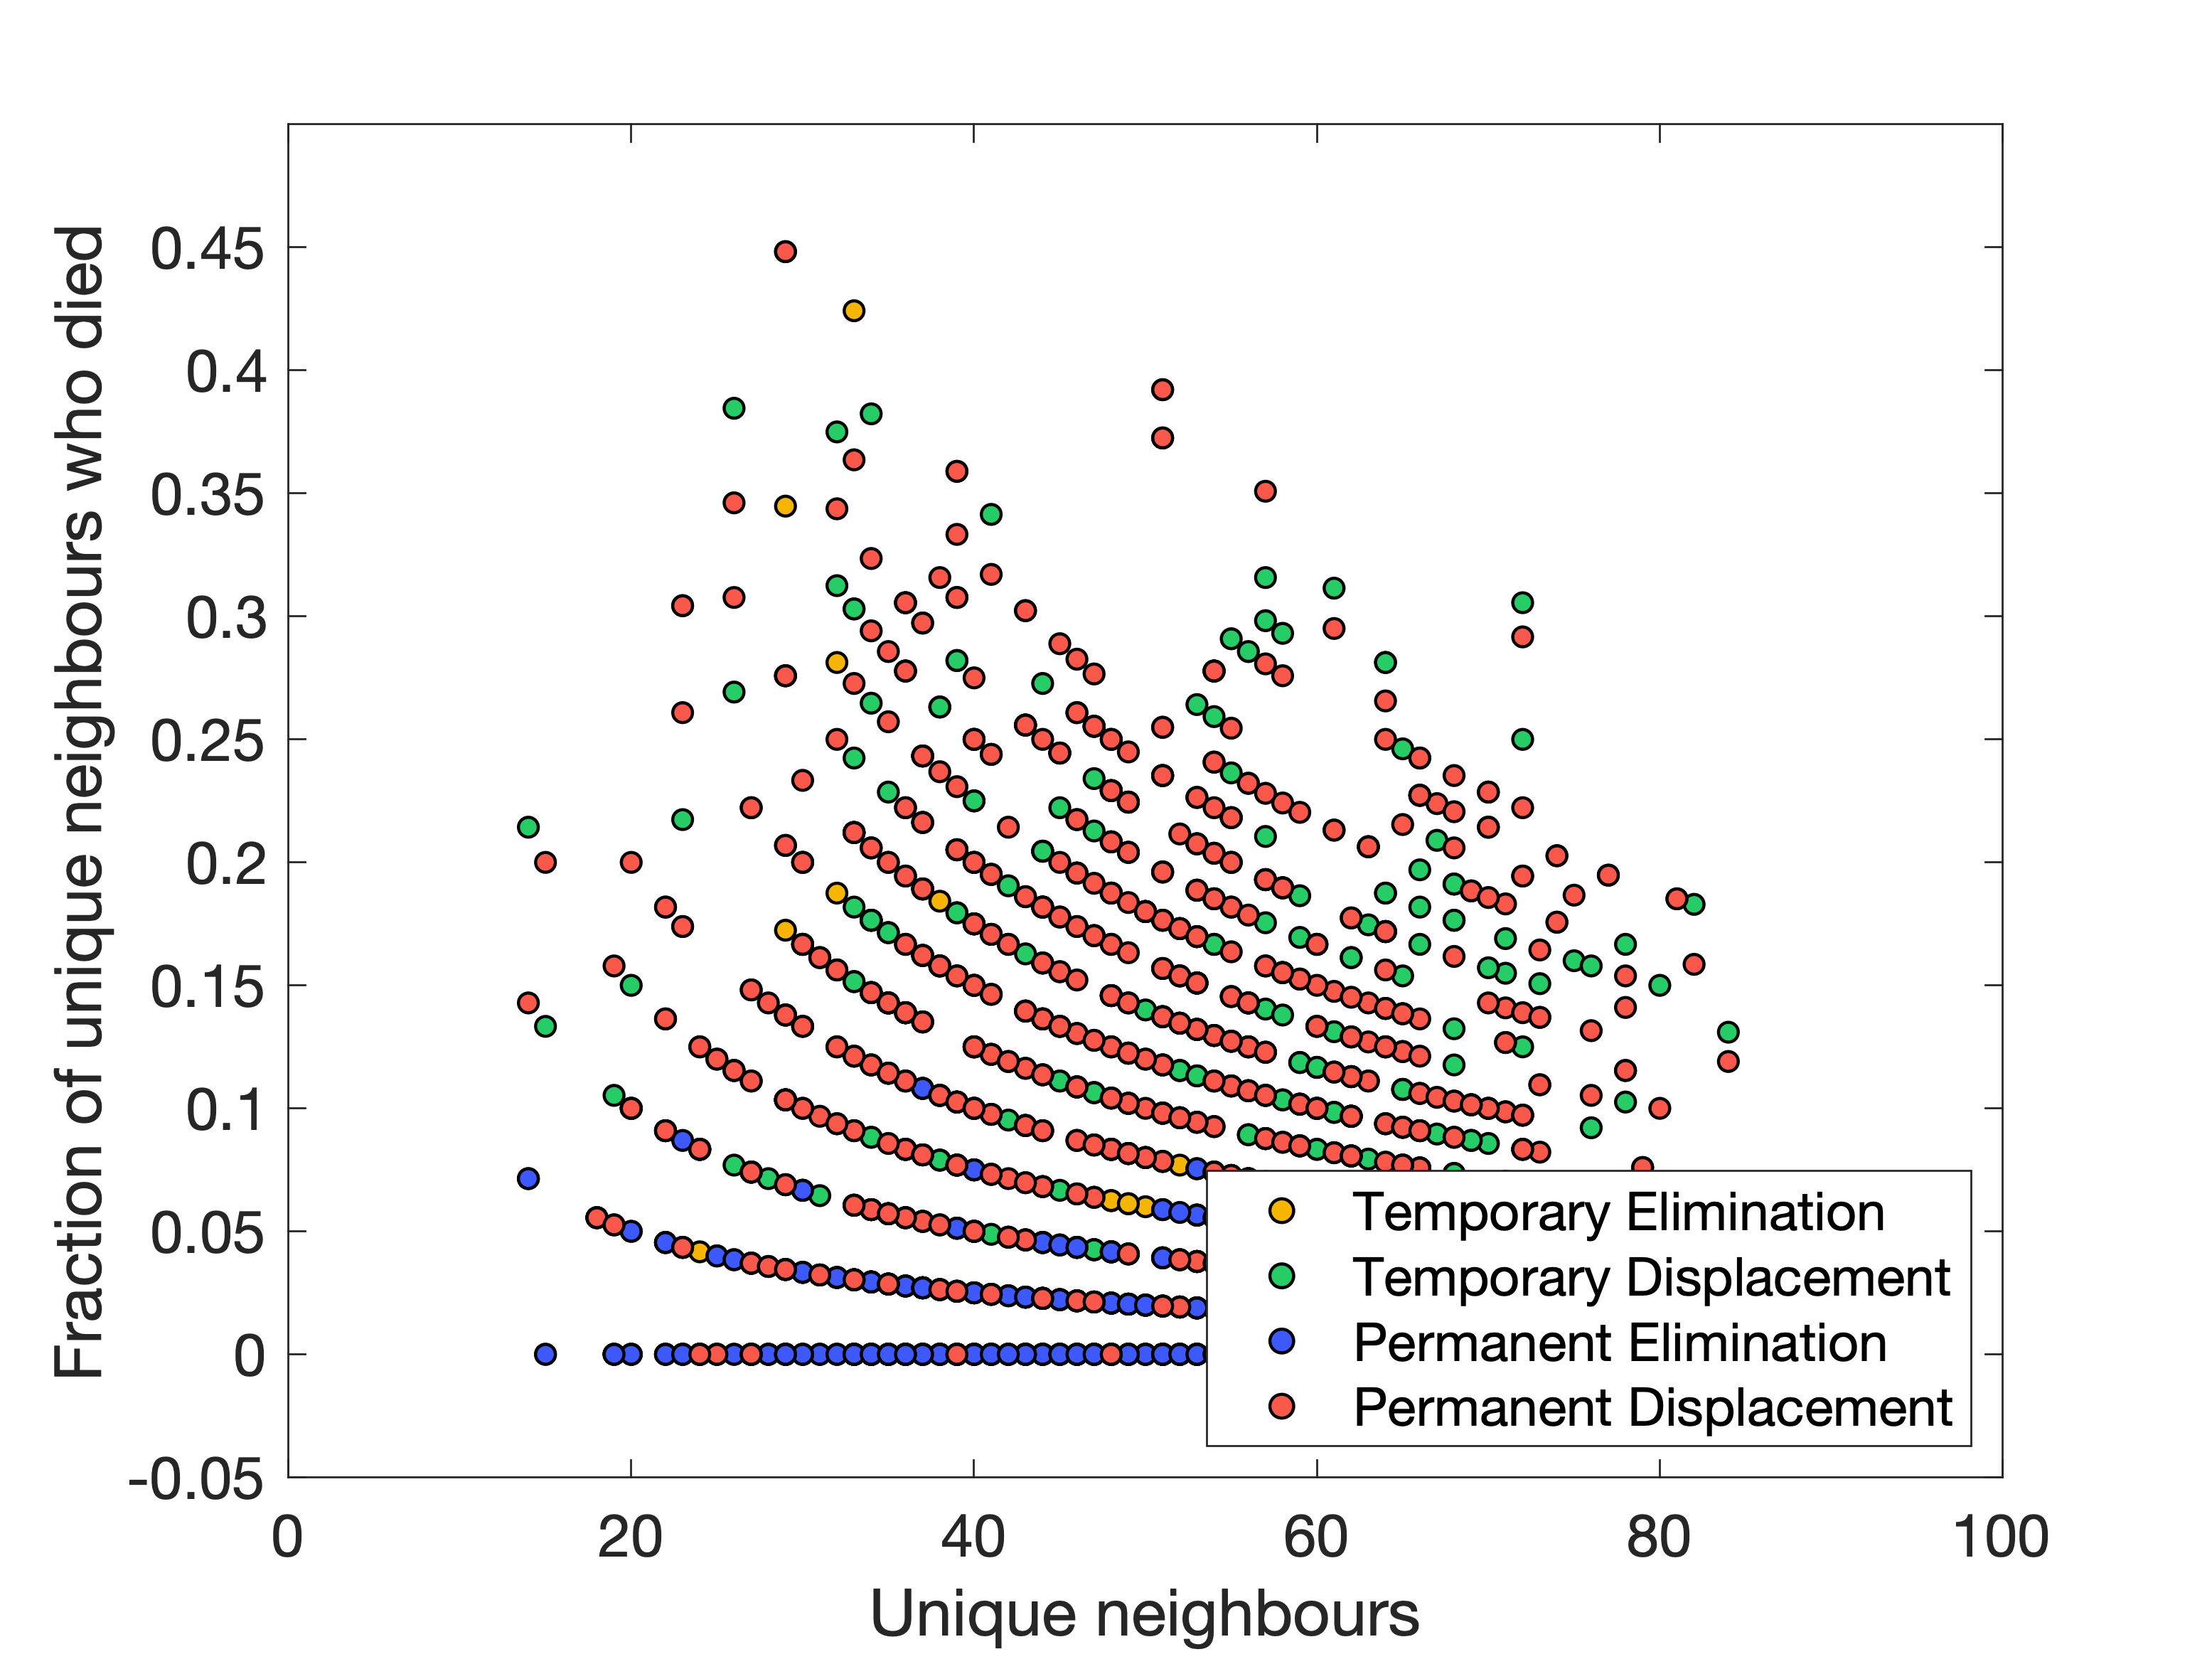 Fraction of unique neighbours who died
0.45
0.4
0.35
0.3
0.25
0.2
0.15
0.1
0.05
0
-0.05
0
20
40
60
80
100
Unique neighbours
Temporary Elimination
Temporary Displacement
Permanent Elimination
Permanent Displacement